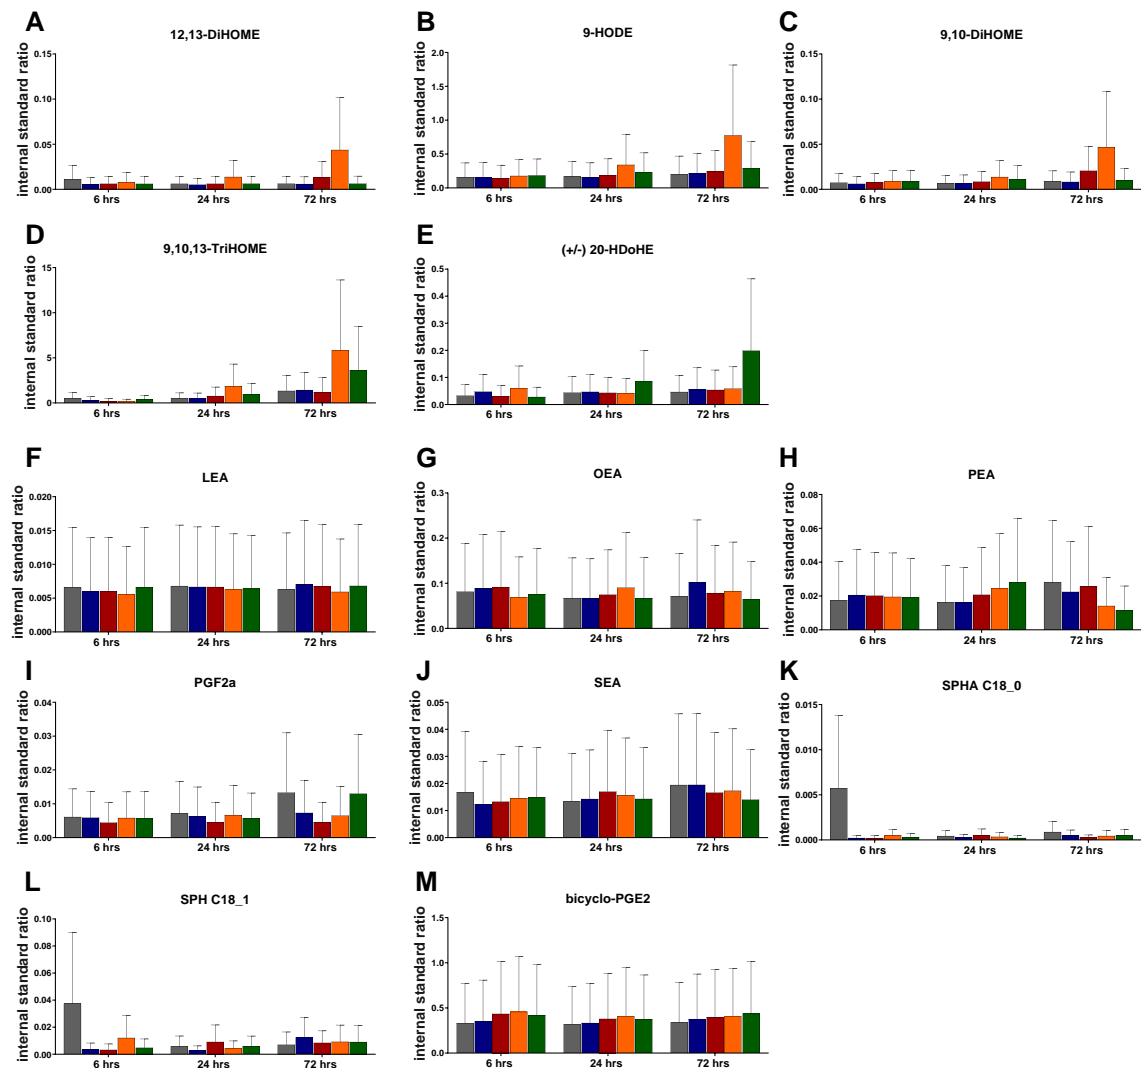 A
12,13-DiHOME
internal standard ratio
0.15
0.10
0.05
0.00
6 hrs 24 hrs 72 hrs
B
9-HODE
internal standard ratio
2.0
1.5
1.0
0.5
0.0
6 hrs 24 hrs 72 hrs
C
9,10-DiHOME
internal standard ratio
0.15
0.10
0.05
0.00
6 hrs 24 hrs 72 hrs
D
9,10,13-TriHOME
internal standard ratio
15
10
5
0
6 hrs 24 hrs 72 hrs
E
(+/-) 20-HDoHE
internal standard ratio
0.5
0.4
0.3
0.2
0.1
0.0
6 hrs 24 hrs 72 hrs
F
LEA
internal standard ratio
0.020
0.015
0.010
0.005
0.000
6 hrs 24 hrs 72 hrs
G
OEA
internal standard ratio
0.3
0.2
0.1
0.0
6 hrs 24 hrs 72 hrs
H
PEA
internal standard ratio
0.08
0.06
0.04
0.02
0.00
6 hrs 24 hrs 72 hrs
I
PGF2a
internal standard ratio
0.04
0.03
0.02
0.01
0.00
6 hrs 24 hrs 72 hrs
J
SEA
internal standard ratio
0.05
0.04
0.03
0.02
0.01
0.00
6 hrs 24 hrs 72 hrs
K
SPHA C18_0
internal standard ratio
0.015
0.010
0.005
0.000
6 hrs 24 hrs 72 hrs
L
SPH C18_1
internal standard ratio
0.10
0.08
0.06
0.04
0.02
0.00
6 hrs 24 hrs 72 hrs
M
bicyclo-PGE2
internal standard ratio
1.5
1.0
0.5
0.0
6 hrs 24 hrs 72 hrs